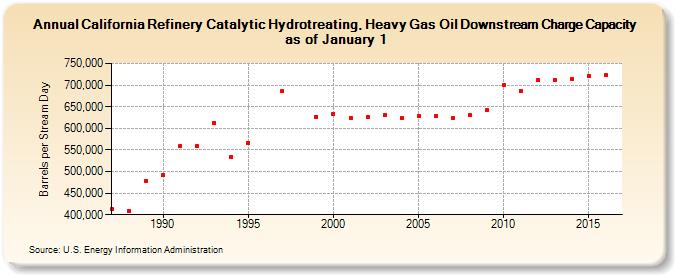 Annual California Refinery Catalytic Hydrotreating, Heavy Gas Oil Downstream Charge Capacity
as of January 1
Barrels per Stream Day
750,000
700,000
650,000
600,000
550,000
500,000
450,000
400,000
1990 1995 2000 2005 2010 2015
Source: U.S. Energy Information Administration